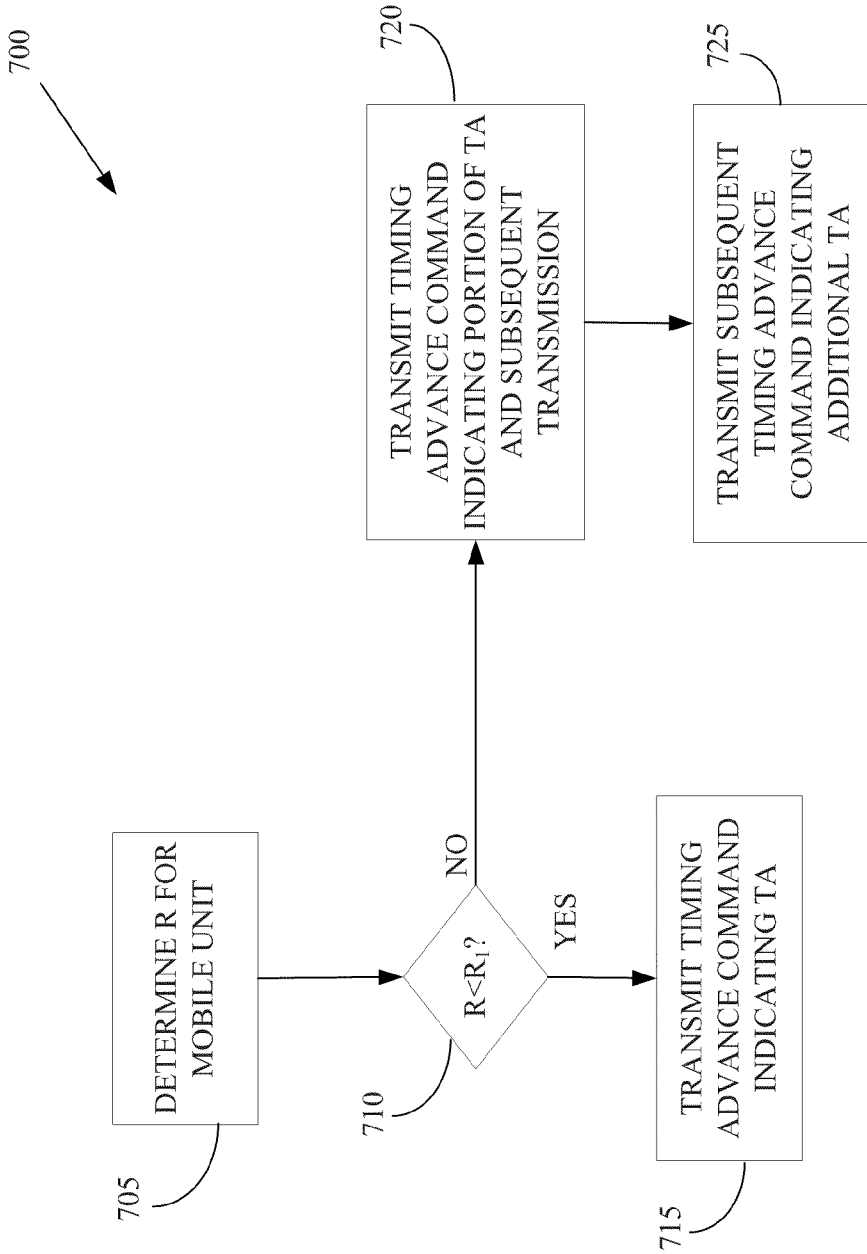 700
DETERMINE R FOR
MOBILE UNIT
705
R<R₁?
710
NO
YES
TRANSMIT TIMING
ADVANCE COMMAND
INDICATING TA
715
TRANSMIT TIMING
ADVANCE COMMAND
INDICATING PORTION OF TA
AND SUBSEQUENT
TRANSMISSION
720
TRANSMIT SUBSEQUENT
TIMING ADVANCE
COMMAND INDICATING
ADDITIONAL TA
725